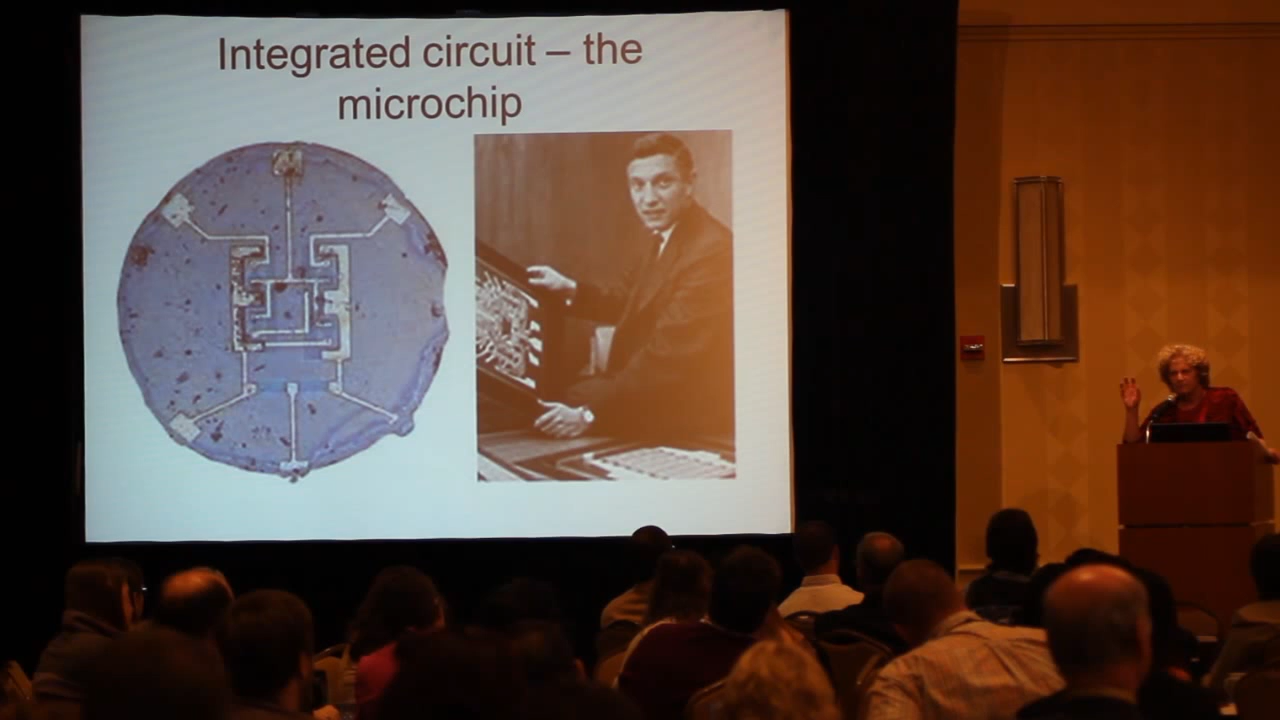 Integrated circuit – the
microchip